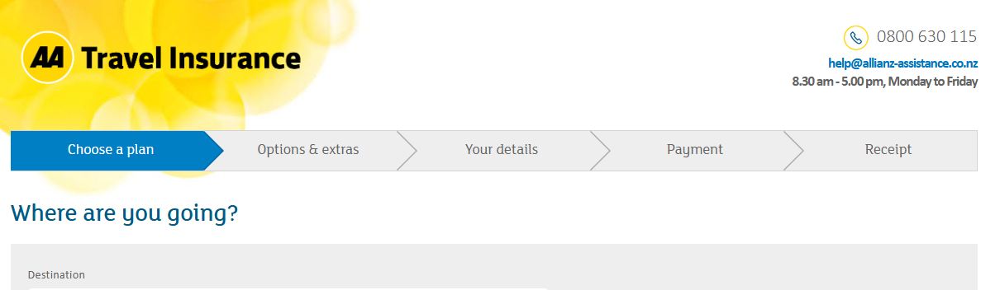 AA Travel Insurance
0800 630 115
help@allianz-assistance.co.nz
8.30 am - 5.00 pm, Monday to Friday
Choose a plan
Options & extras
Your details
Payment
Receipt
Where are you going?
Destination